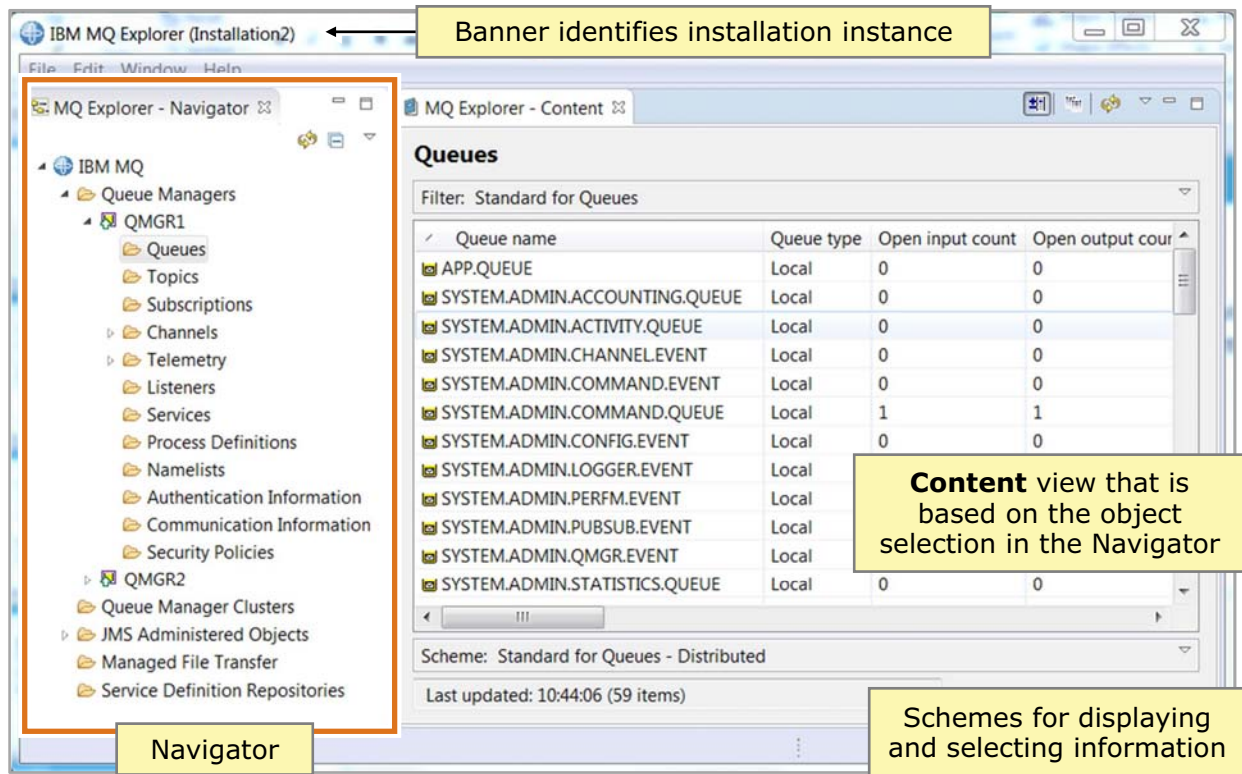 IBM MQ Explorer (Installation2)
Banner identifies installation instance
File Edit Window Help
MQ Explorer - Navigator
IBM MQ
Queue Managers
QMGR1
Queues
Topics
Subscriptions
Channels
Telemetry
Listeners
Services
Process Definitions
Namelists
Authentication Information
Communication Information
Security Policies
QMGR2
Queue Manager Clusters
JMS Administered Objects
Managed File Transfer
Service Definition Repositories
Navigator
MQ Explorer - Content
Queues
Filter: Standard for Queues
Queue name Queue type Open input count Open output cour
APP.QUEUE Local 0 0
SYSTEM.ADMIN.ACCOUNTING.QUEUE Local 0 0
SYSTEM.ADMIN.ACTIVITY.QUEUE Local 0 0
SYSTEM.ADMIN.CHANNEL.EVENT Local 0 0
SYSTEM.ADMIN.COMMAND.EVENT Local 0 0
SYSTEM.ADMIN.COMMAND.QUEUE Local 1 1
SYSTEM.ADMIN.CONFIG.EVENT Local 0 0
SYSTEM.ADMIN.LOGGER.EVENT Local
SYSTEM.ADMIN.PERFM.EVENT Local
SYSTEM.ADMIN.PUBSUB.EVENT Local
SYSTEM.ADMIN.QMGR.EVENT Local
SYSTEM.ADMIN.STATISTICS.QUEUE Local 0 0
Content view that is
based on the object
selection in the Navigator
Scheme: Standard for Queues - Distributed
Last updated: 10:44:06 (59 items)
Schemes for displaying
and selecting information